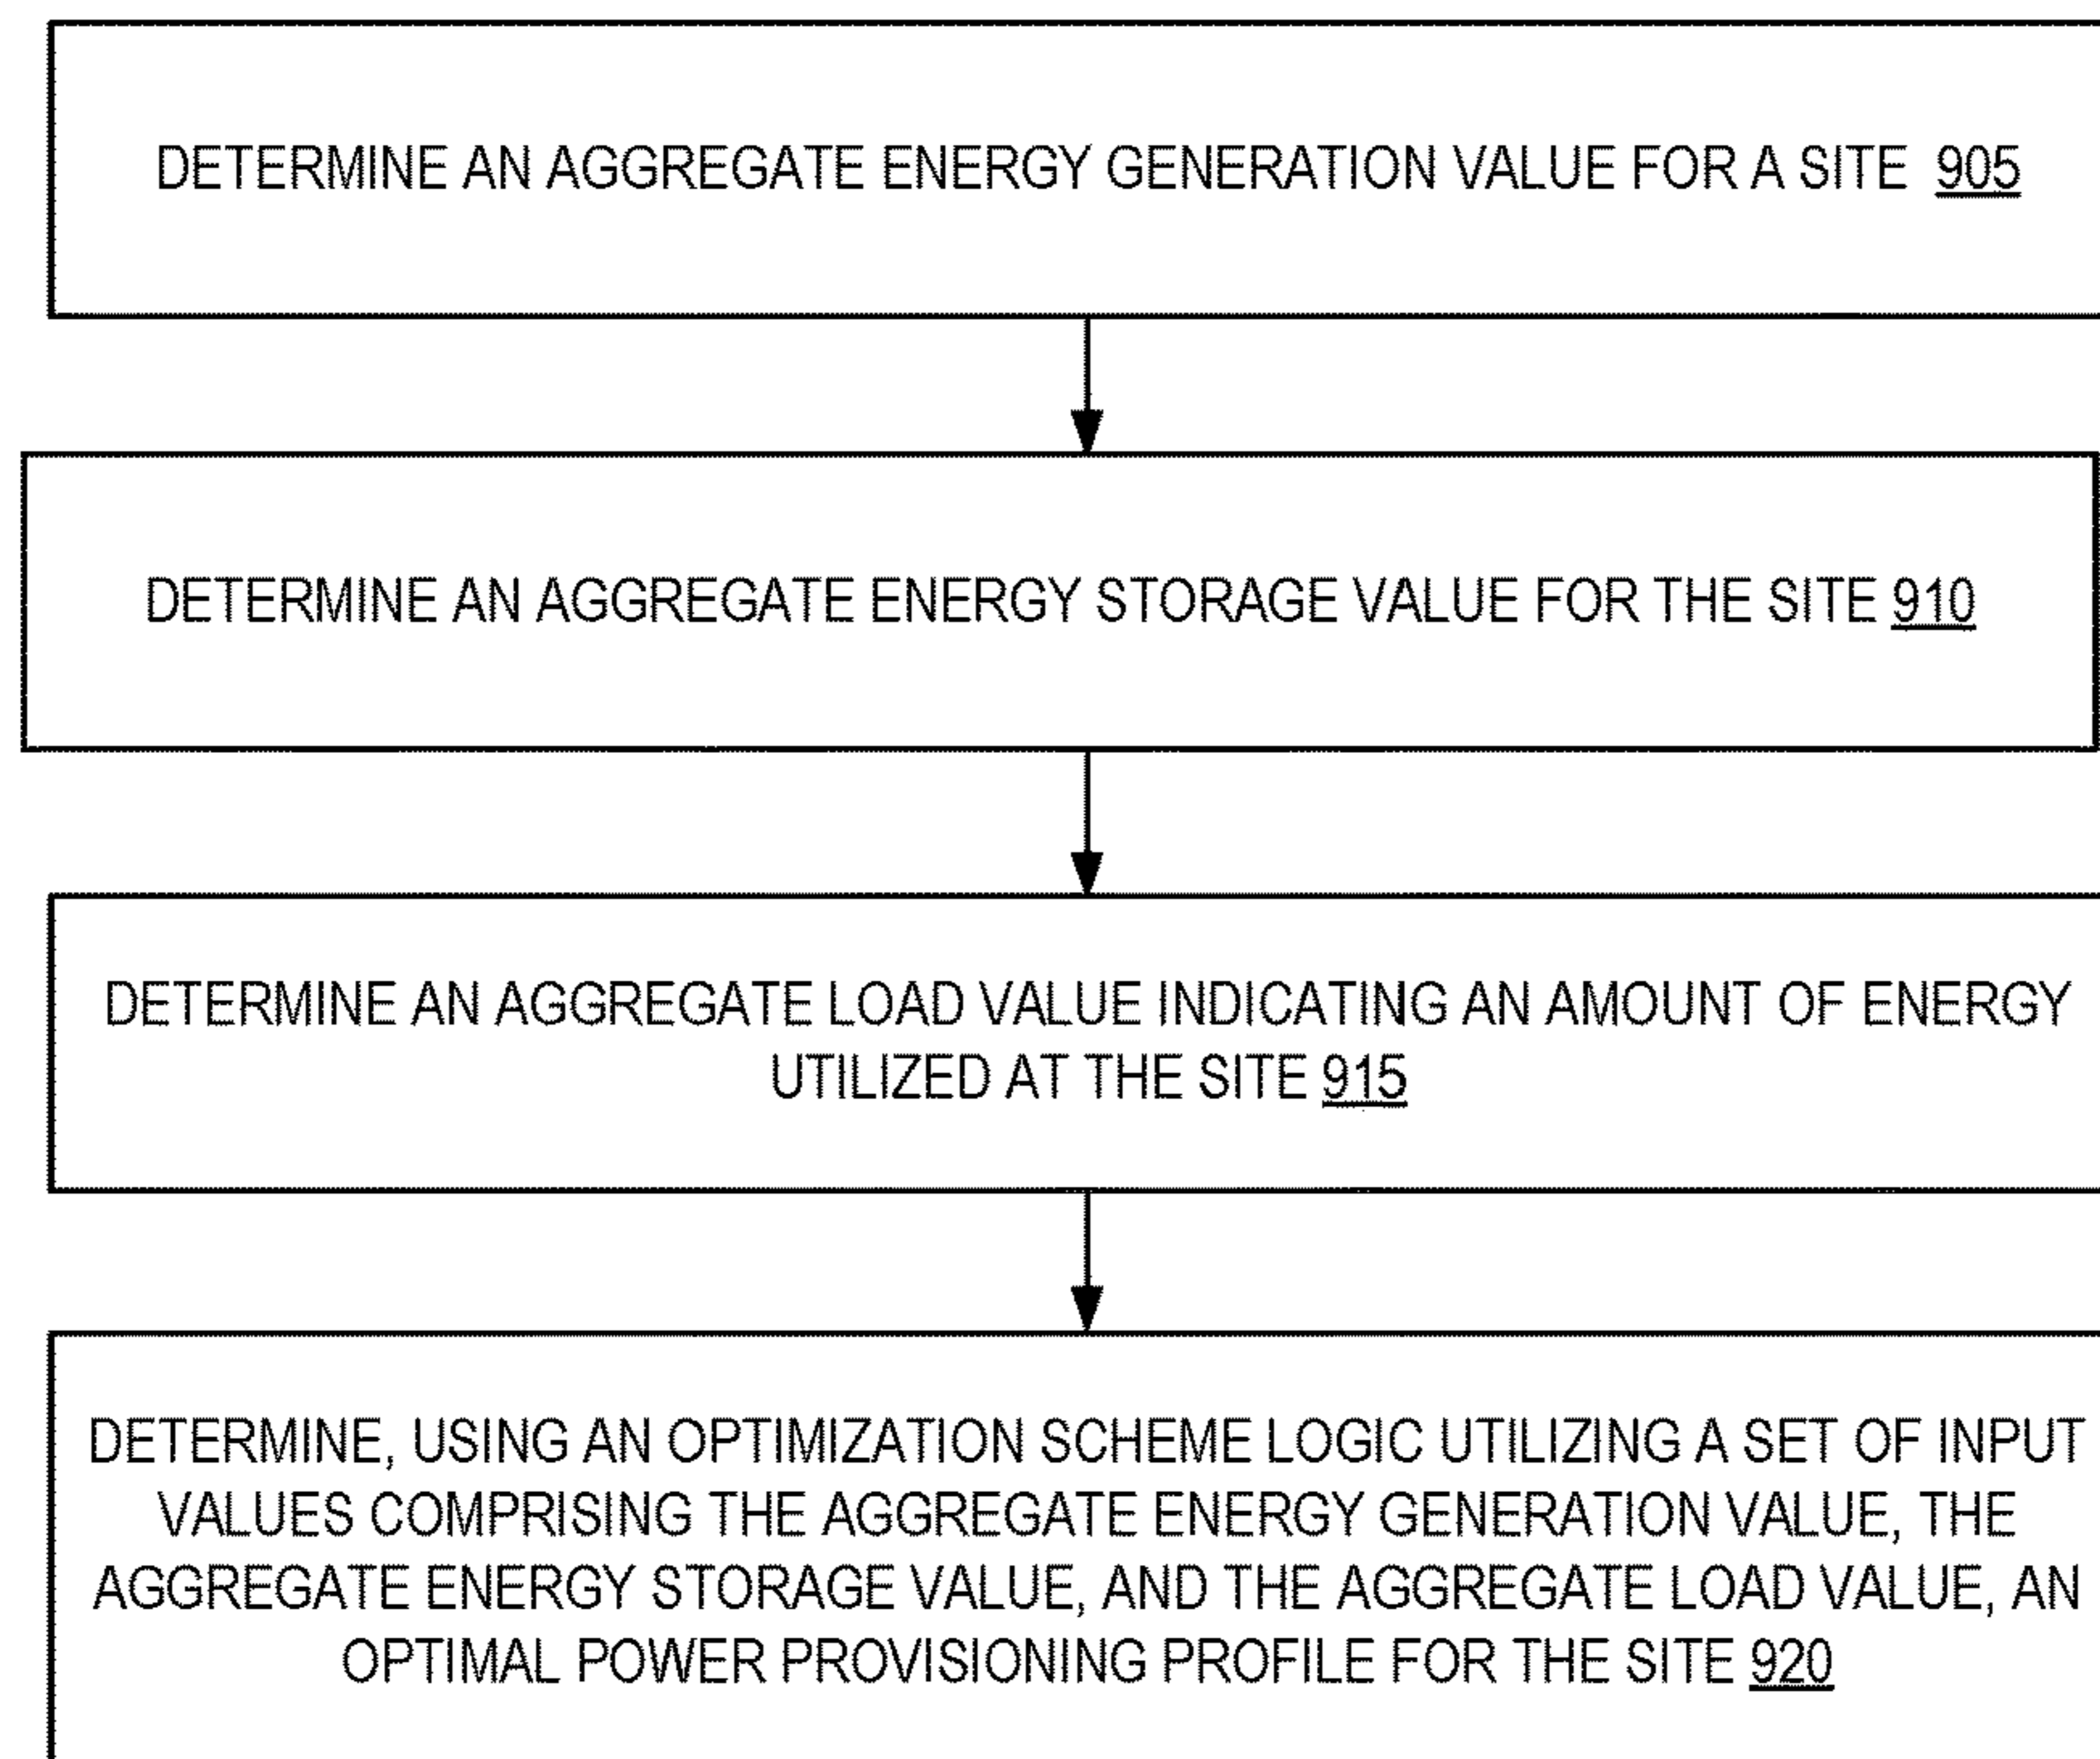 DETERMINE AN AGGREGATE ENERGY GENERATION VALUE FOR A SITE 905
DETERMINE AN AGGREGATE ENERGY STORAGE VALUE FOR THE SITE 910
DETERMINE AN AGGREGATE LOAD VALUE INDICATING AN AMOUNT OF ENERGY
UTILIZED AT THE SITE 915
DETERMINE, USING AN OPTIMIZATION SCHEME LOGIC UTILIZING A SET OF INPUT
VALUES COMPRISING THE AGGREGATE ENERGY GENERATION VALUE, THE
AGGREGATE ENERGY STORAGE VALUE, AND THE AGGREGATE LOAD VALUE, AN
OPTIMAL POWER PROVISIONING PROFILE FOR THE SITE 920